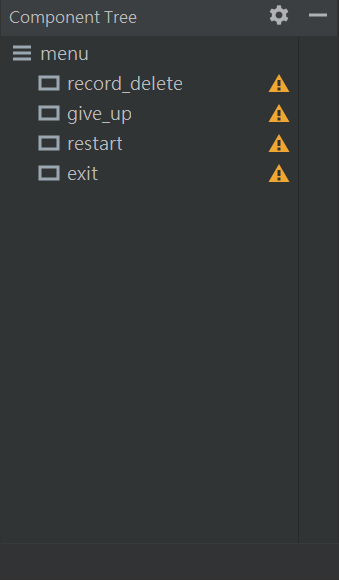 Component Tree
menu
record_delete
give_up
restart
exit